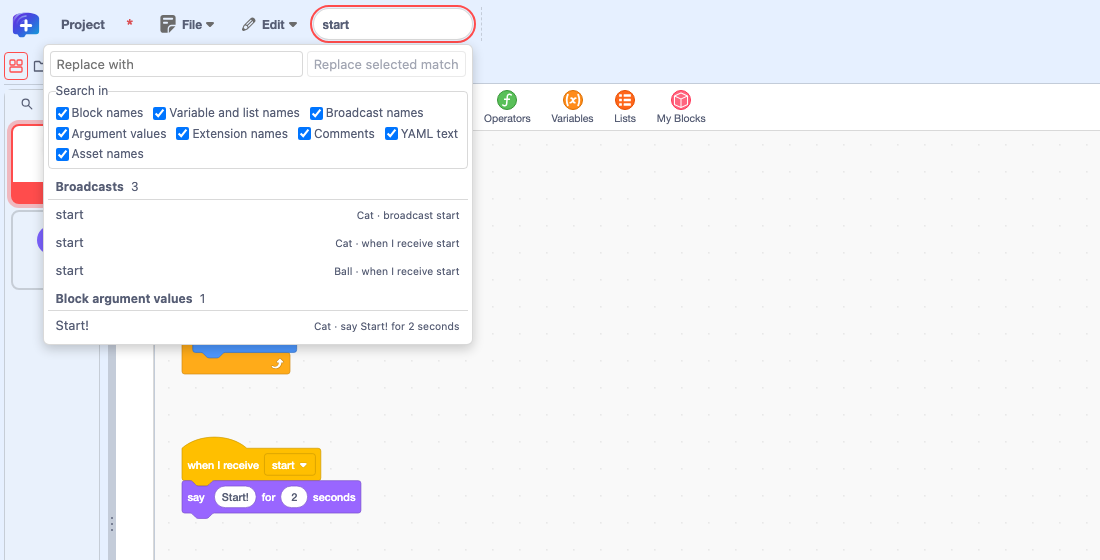 Project * File Edit start
Replace with Replace selected match
Search in
Block names Variable and list names Broadcast names
Argument values Extension names Comments YAML text
Asset names
Operators Variables Lists My Blocks
Broadcasts 3
start Cat · broadcast start
start Cat · when I receive start
start Ball · when I receive start
Block argument values 1
Start! Cat · say Start! for 2 seconds
when I receive start
say Start! for 2 seconds